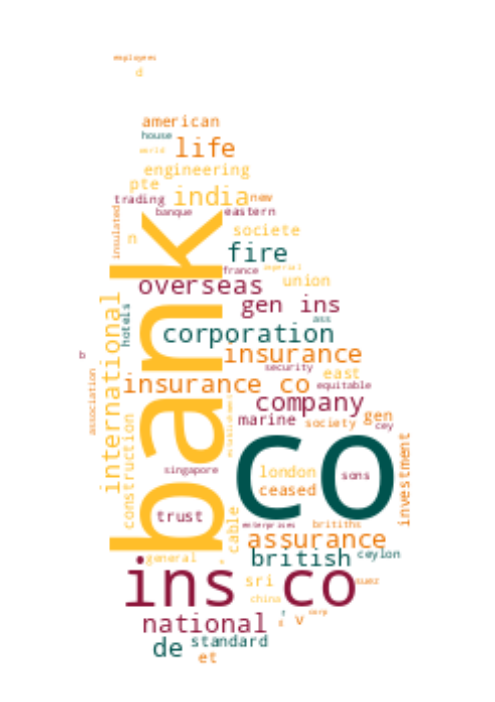 employees
d
american
house
world
life
engineering
pte
trading
india
new
banque
eastern
insulated
n
societe
fire
france
imperial
overseas
union
gen ins
ass
hotels
corporation
b
insurance
security
international
bank
insurance co
east
equitable
association
company
marine
society
gen
cey
construction
co
singapore
london
sons
ceased
investment
trust
enterprises
britiths
cable
assurance
general
british
ceylon
ins co
sri
suez
china
national
v
corp
de
standard
et